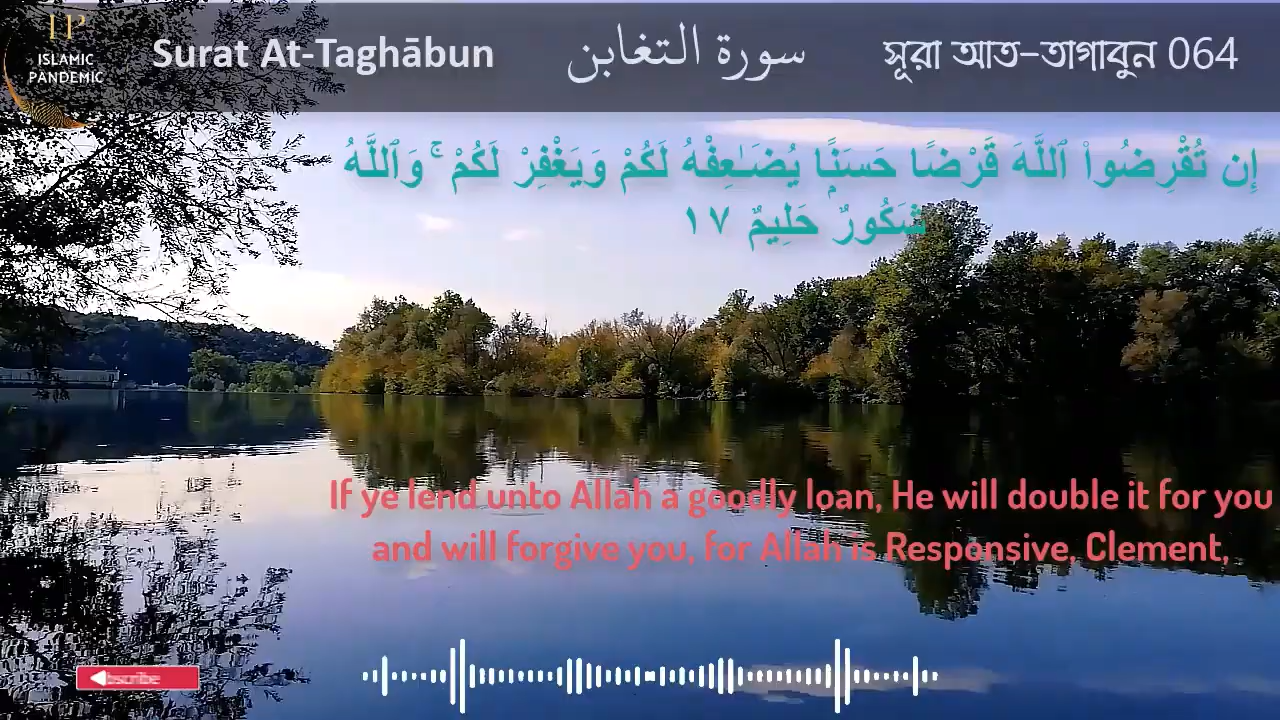 IP
ISLAMIC
PANDEMIC
Surat At-Taghābun
سورة التغابن
সূরা আত-তাগাবুন 064
إِن تُقْرِضُوا۟ ٱللَّهَ قَرْضًا حَسَنًۭا يُضَـٰعِفْهُ لَكُمْ وَيَغْفِرْ لَكُمْ ۚ وَٱللَّهُ
شَكُورٌ حَلِيمٌ ١٧
If ye lend unto Allah a goodly loan, He will double it for you
and will forgive you, for Allah is Responsive, Clement,